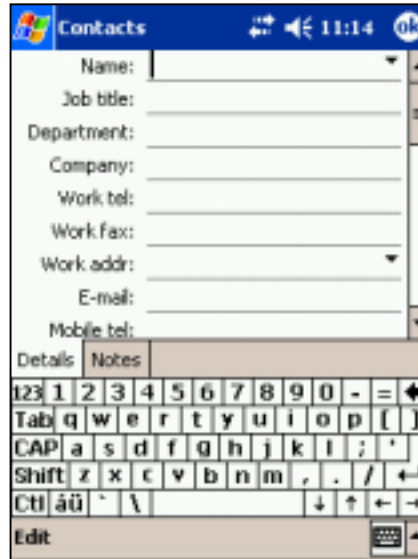 Contacts 11:14 ok
Name:
Job title:
Department:
Company:
Work tel:
Work fax:
Work addr:
E-mail:
Mobile tel:
Details Notes
123 1 2 3 4 5 6 7 8 9 0 - =
Tab q w e r t y u i o p [ ]
CAP a s d f g h j k l ; '
Shift z x c v b n m , . /
Ctl áü ` \
Edit